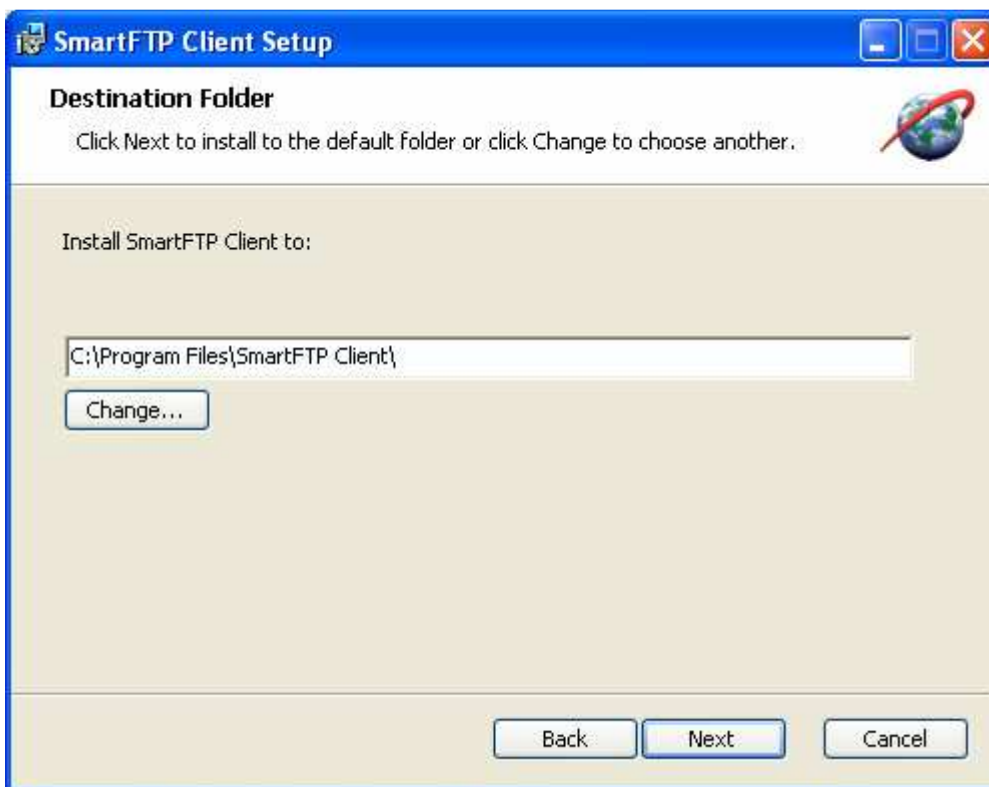 SmartFTP Client Setup
Destination Folder
Click Next to install to the default folder or click Change to choose another.
Install SmartFTP Client to:
C:\Program Files\SmartFTP Client\
Change...
Back Next Cancel